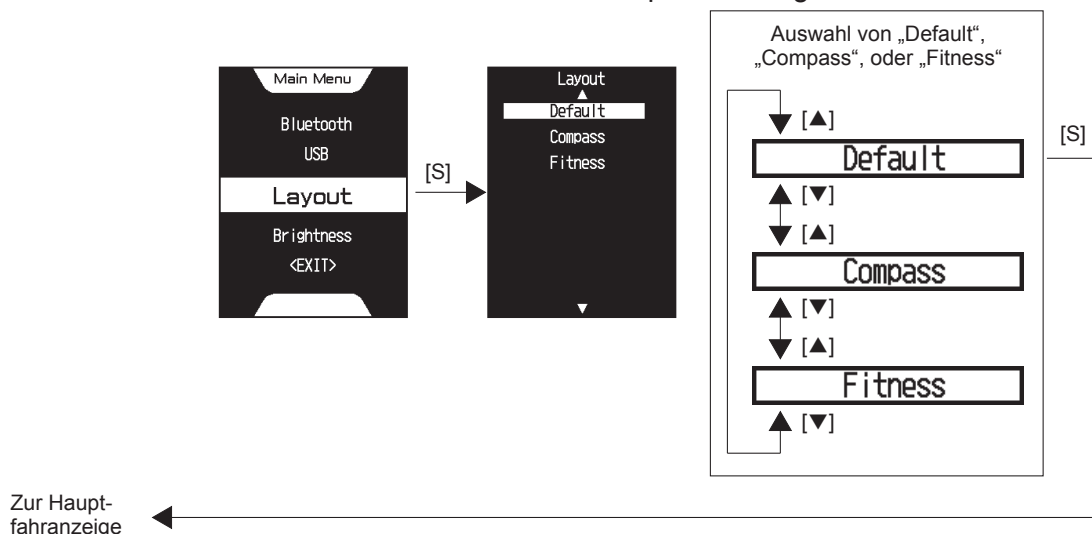 Auswahl von „Default“,
„Compass“, oder „Fitness“
Main Menu
Bluetooth
USB
Layout
Brightness
<EXIT>
[S]
Layout
▲
Default
Compass
Fitness
▼
[▲]
Default
[▼]
[▲]
Compass
[▼]
[▲]
Fitness
[▼]
[S]
Zur Haupt-
fahranzeige